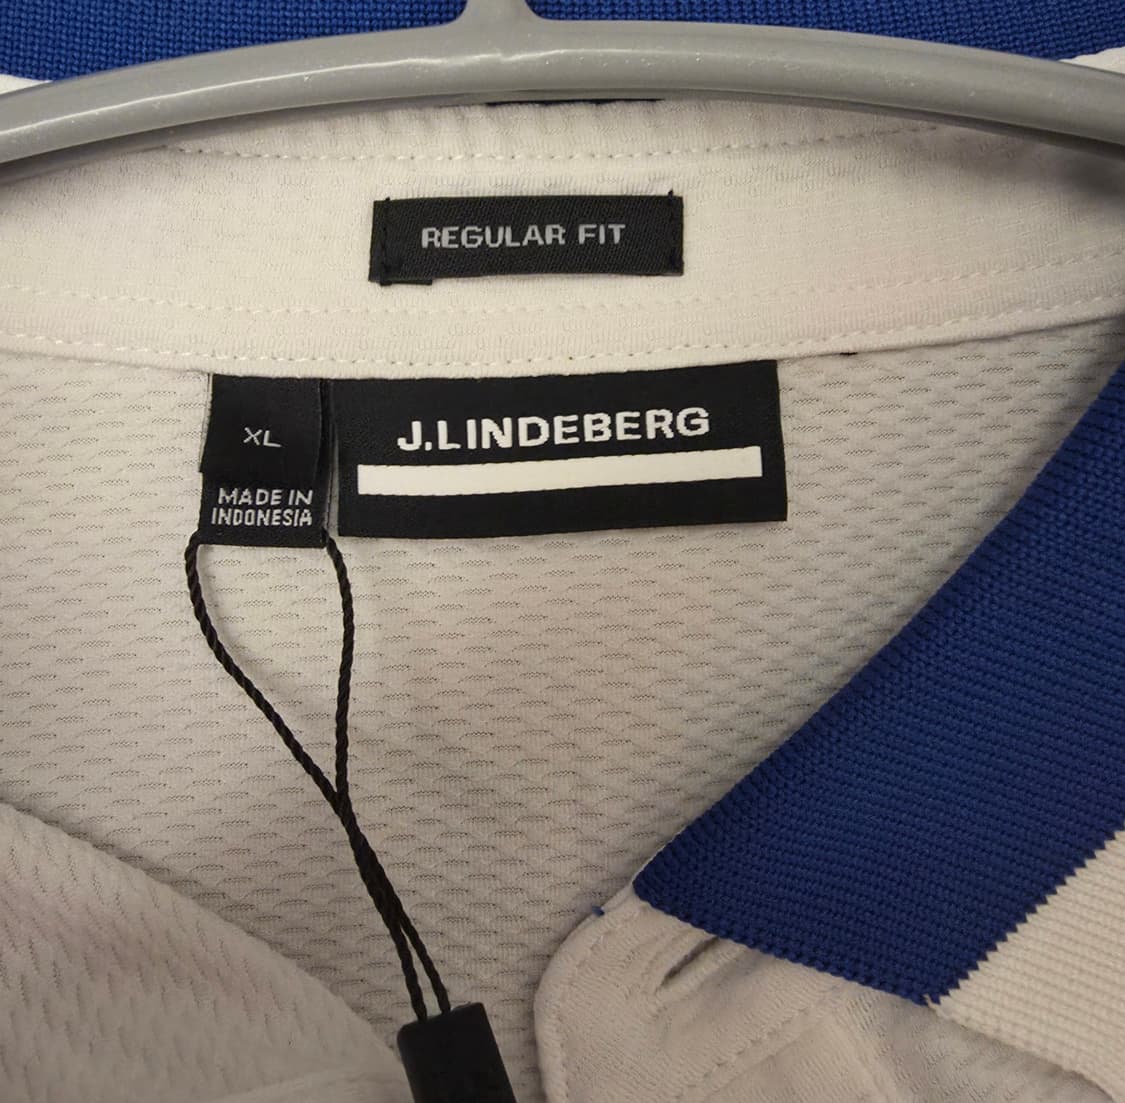 REGULAR FIT
J.LINDEBERG
XL
MADE IN
INDONESIA